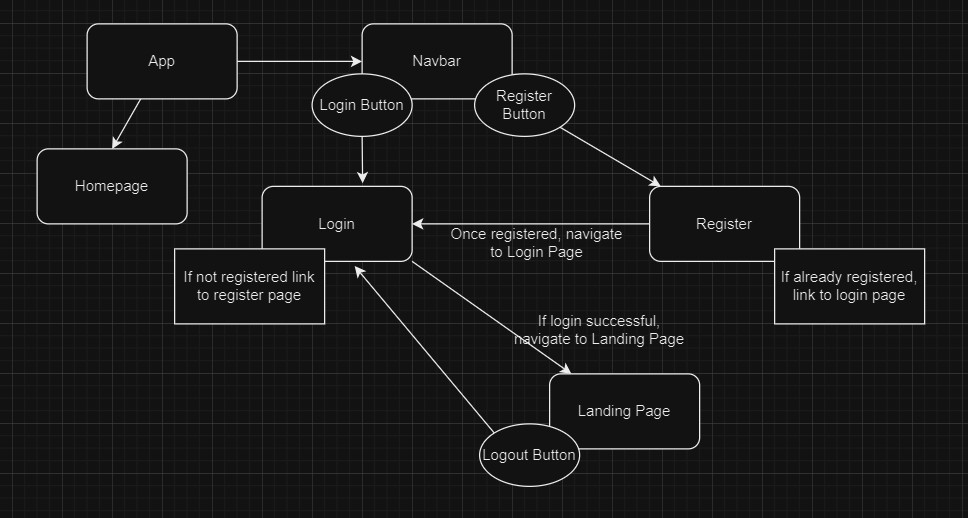 App
Navbar
Login Button
Register
Button
Homepage
Login
Register
Once registered, navigate
to Login Page
If not registered link
to register page
If already registered,
link to login page
If login successful,
navigate to Landing Page
Landing Page
Logout Button